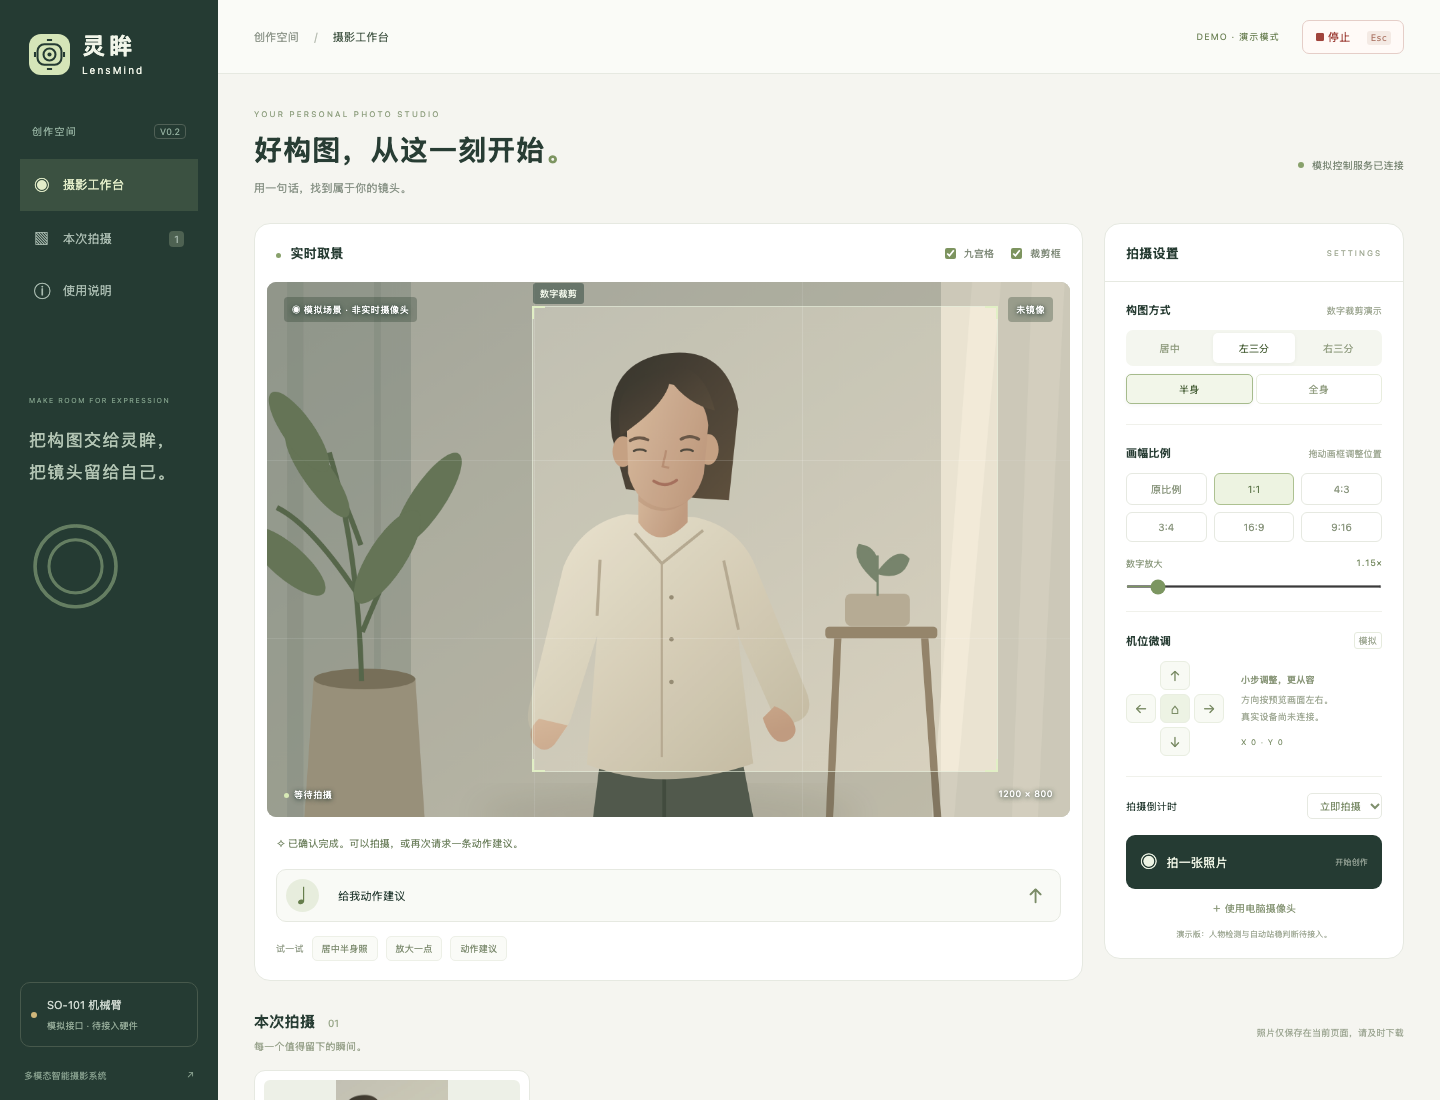 灵眸
LensMind
创作空间 V0.2
摄影工作台
本次拍摄 1
使用说明
MAKE ROOM FOR EXPRESSION
把构图交给灵眸，
把镜头留给自己。
SO-101 机械臂
模拟接口 · 待接入硬件
多模态智能摄影系统 ↗
创作空间 / 摄影工作台
DEMO · 演示模式
停止 Esc
YOUR PERSONAL PHOTO STUDIO
好构图，从这一刻开始。
用一句话，找到属于你的镜头。
模拟控制服务已连接
实时取景
九宫格 裁剪框
数字裁剪
◉ 模拟场景 · 非实时摄像头
未镜像
等待拍摄
1200 × 800
✧ 已确认完成。可以拍摄，或再次请求一条动作建议。
给我动作建议 ↑
试一试 居中半身照 放大一点 动作建议
拍摄设置 SETTINGS
构图方式 数字裁剪演示
居中 左三分 右三分
半身 全身
画幅比例 拖动画框调整位置
原比例 1:1 4:3
3:4 16:9 9:16
数字放大 1.15×
机位微调 模拟
↑
← ⌂ →
↓
小步调整，更从容
方向按预览画面左右。
真实设备尚未连接。
X 0 · Y 0
拍摄倒计时 立即拍摄
拍一张照片 开始创作
+ 使用电脑摄像头
演示版：人物检测与自动站稳判断待接入。
本次拍摄 01
每一个值得留下的瞬间。
照片仅保存在当前页面，请及时下载